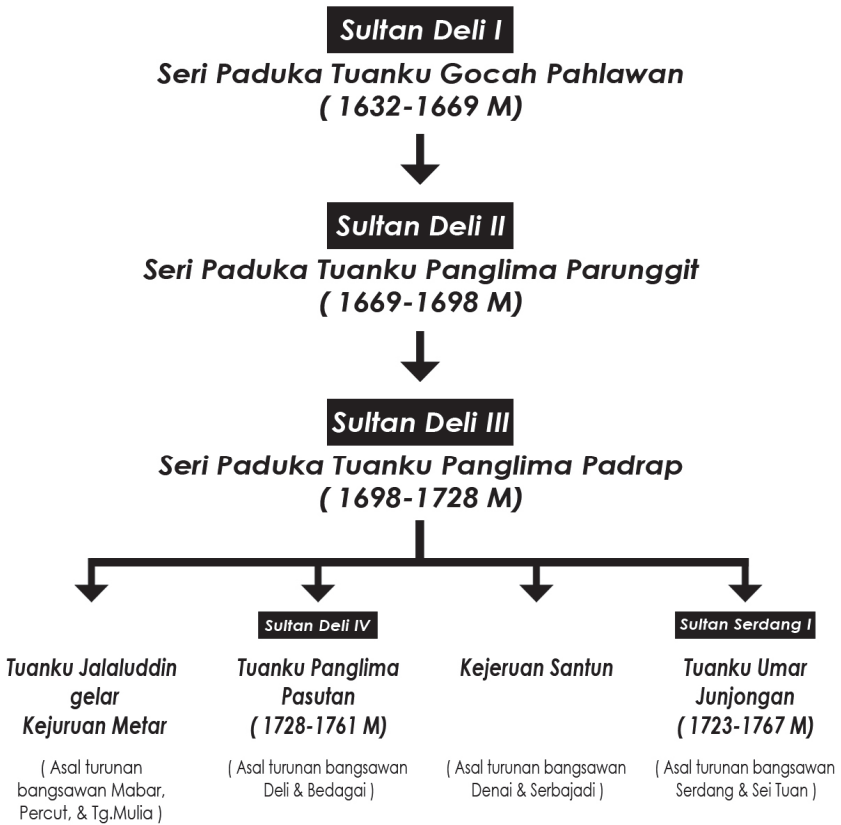 Sultan Deli I
Seri Paduka Tuanku Gocah Pahlawan
( 1632-1669 M)
Sultan Deli II
Seri Paduka Tuanku Panglima Parunggit
( 1669-1698 M)
Sultan Deli III
Seri Paduka Tuanku Panglima Padrap
( 1698-1728 M)
Tuanku Jalaluddin
gelar
Kejuruan Metar
( Asal turunan
bangsawan Mabar,
Percut, & Tg.Mulia )
Sultan Deli IV
Tuanku Panglima
Pasutan
( 1728-1761 M)
( Asal turunan bangsawan
Deli & Bedagai )
Kejeruan Santun
( Asal turunan bangsawan
Denai & Serbajadi )
Sultan Serdang I
Tuanku Umar
Junjongan
( 1723-1767 M)
( Asal turunan bangsawan
Serdang & Sei Tuan )